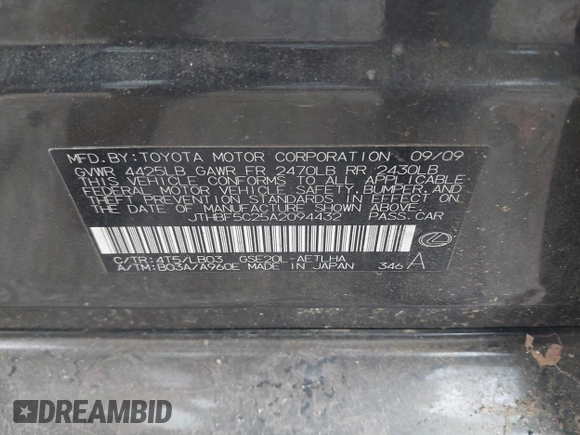 MFD.BY:TOYOTA MOTOR CORPORATION 09/09
GVWR 4425LB GAWR FR 2470LB RR 2430LB
THIS VEHICLE CONFORMS TO ALL APPLICABLE
FEDERAL MOTOR VEHICLE SAFETY,BUMPER,AND
THEFT PREVENTION STANDARDS IN EFFECT ON
THE DATE OF MANUFACTURE SHOWN ABOVE.
JTHBF5C25A2094432 PASS.CAR
C/TR:4T5/LB03 GSE20L-AETLHA
A/TM:B03A/A960E MADE IN JAPAN 346 A
DREAMBID